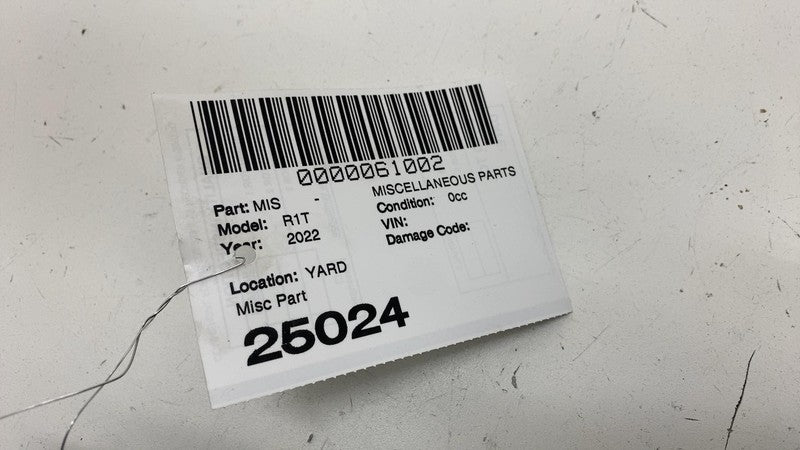 0000061002
Part: MIS -
Model: R1T
Year: 2022
Location: YARD
Misc Part
25024
MISCELLANEOUS PARTS
Condition: 0cc
VIN:
Damage Code: